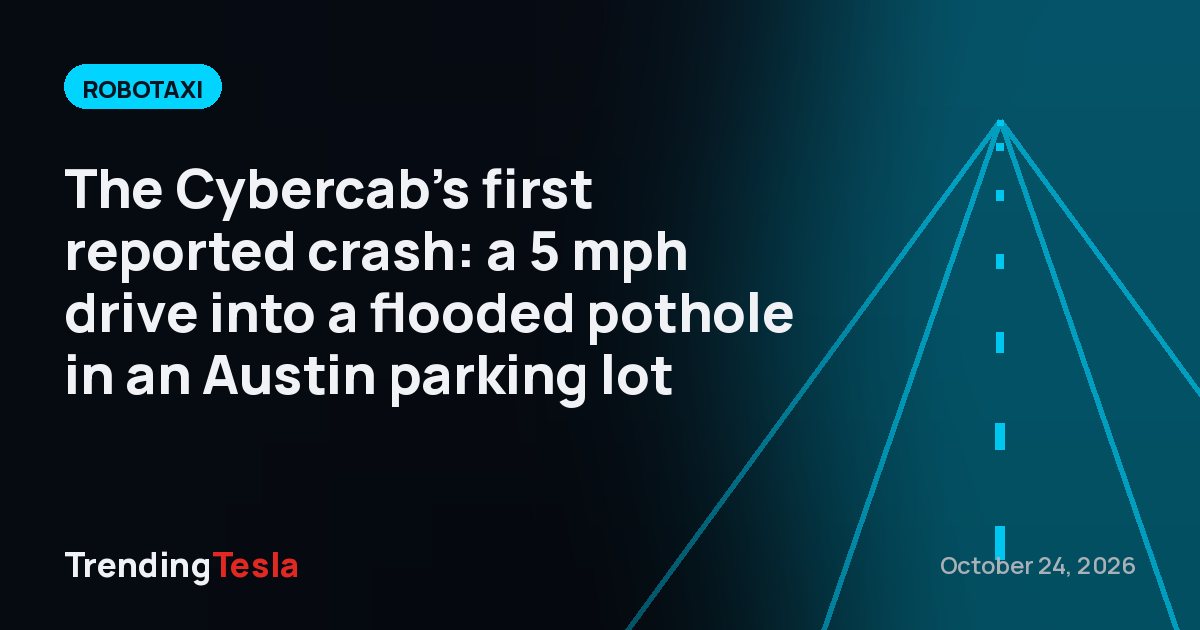 ROBOTAXI
The Cybercab’s first
reported crash: a 5 mph
drive into a flooded pothole
in an Austin parking lot
TrendingTesla
October 24, 2026